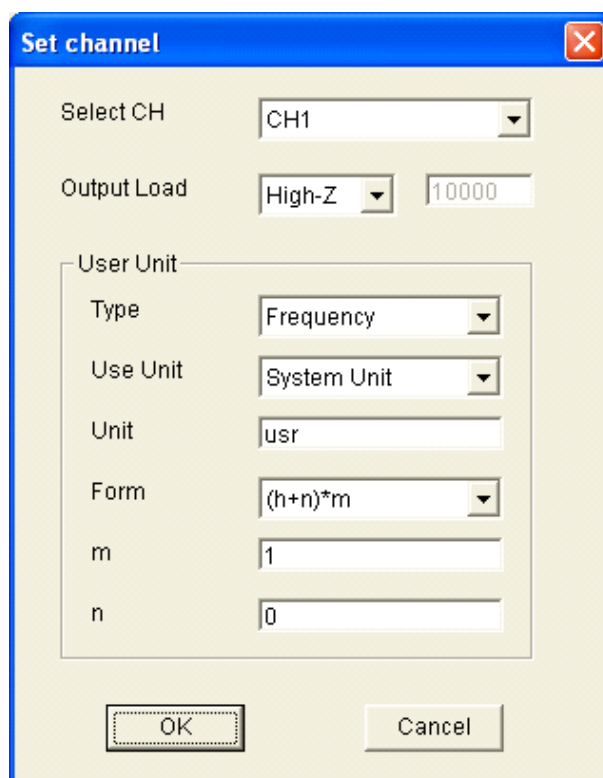 Set channel
Select CH CH1
Output Load High-Z 10000
User Unit
Type Frequency
Use Unit System Unit
Unit usr
Form (h+n)*m
m 1
n 0
OK Cancel